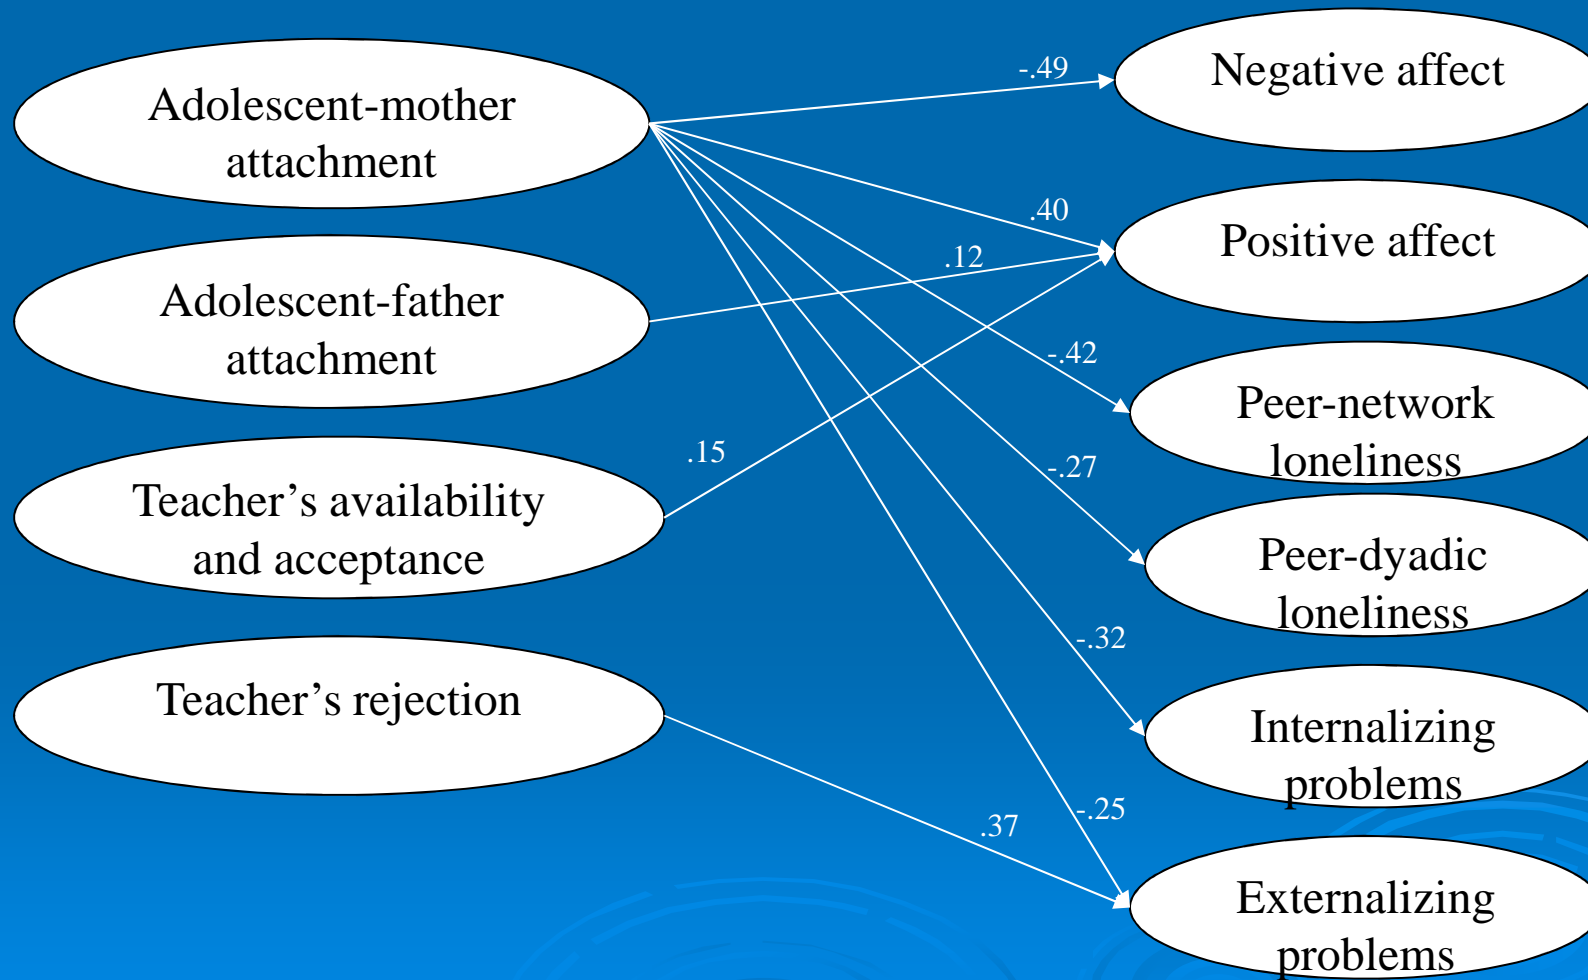 Adolescent-mother
attachment
Adolescent-father
attachment
Teacher’s availability
and acceptance
Teacher’s rejection
-.49
.40
.12
-.42
.15
-.27
-.32
.37
-.25
Negative affect
Positive affect
Peer-network
loneliness
Peer-dyadic
loneliness
Internalizing
problems
Externalizing
problems